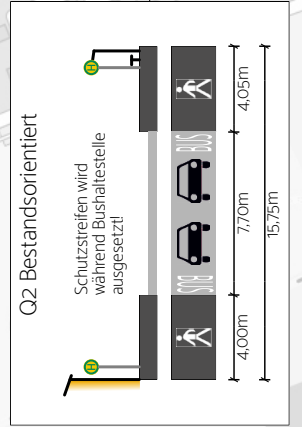 Q2 Bestandsorientiert
Schutzstreifen wird
während Bushaltestelle
ausgesetzt!
H
H
BUS
BUS
4,00m
7,70m
4,05m
15,75m